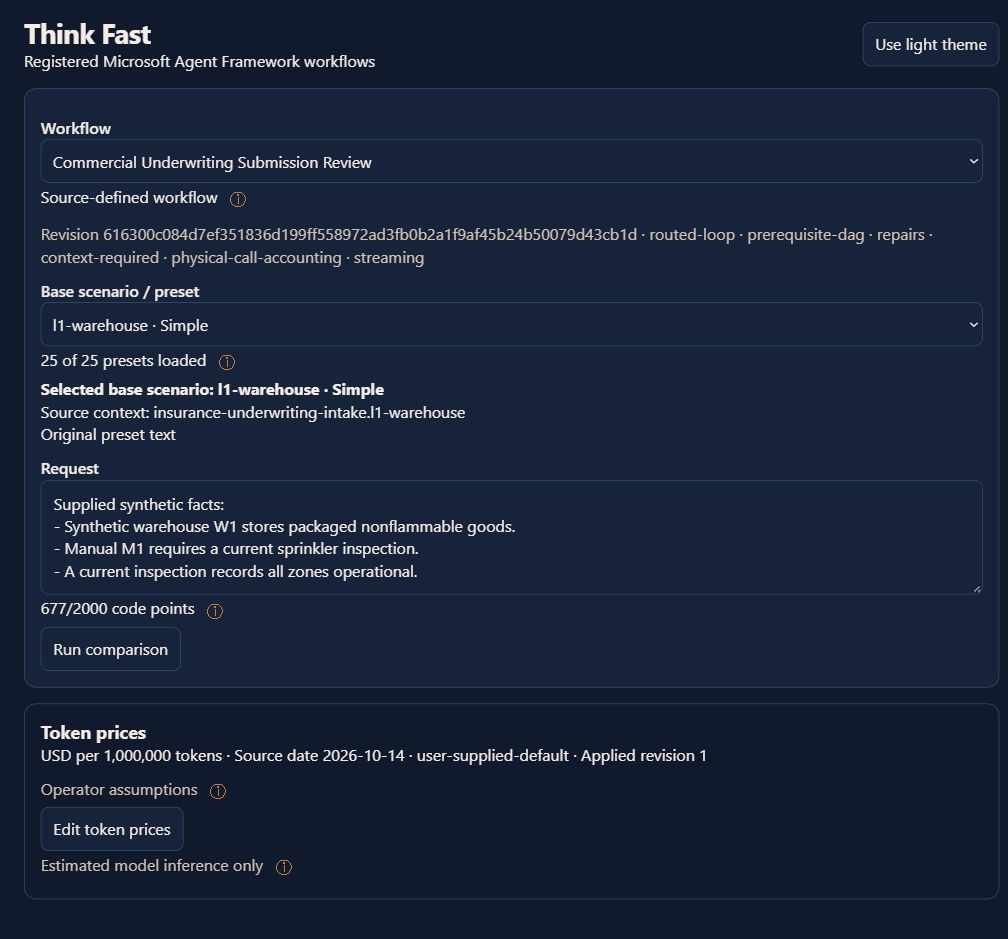 Think Fast
Use light theme
Registered Microsoft Agent Framework workflows
Workflow
Commercial Underwriting Submission Review
Source-defined workflow ⓘ
Revision 616300c084d7ef351836d199ff558972ad3fb0b2a1f9af45b24b50079d43cb1d · routed-loop · prerequisite-dag · repairs ·
context-required · physical-call-accounting · streaming
Base scenario / preset
l1-warehouse · Simple
25 of 25 presets loaded ⓘ
Selected base scenario: l1-warehouse · Simple
Source context: insurance-underwriting-intake.l1-warehouse
Original preset text
Request
Supplied synthetic facts:
- Synthetic warehouse W1 stores packaged nonflammable goods.
- Manual M1 requires a current sprinkler inspection.
- A current inspection records all zones operational.
677/2000 code points ⓘ
Run comparison
Token prices
USD per 1,000,000 tokens · Source date 2026-10-14 · user-supplied-default · Applied revision 1
Operator assumptions ⓘ
Edit token prices
Estimated model inference only ⓘ